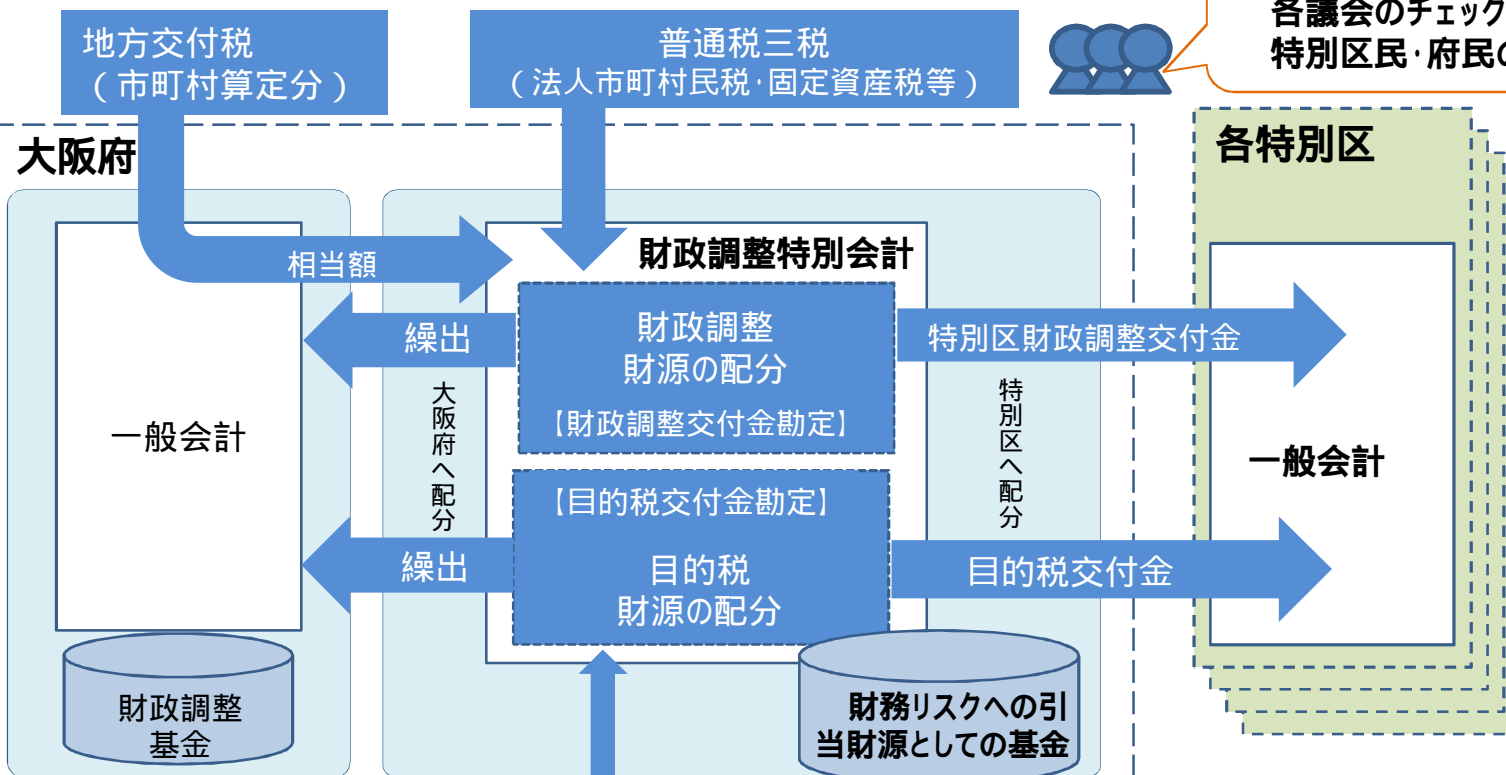 各議会のチェック
特別区民・府民の
地方交付税
（市町村算定分）
普通税三税
（法人市町村民税・固定資産税等）
大阪府
各特別区
相当額
財政調整特別会計
繰出
財政調整
財源の配分
【財政調整交付金勘定】
特別区財政調整交付金
大阪府へ配分
特別区へ配分
一般会計
一般会計
【目的税交付金勘定】
繰出
目的税
財源の配分
目的税交付金
財政調整
基金
財務リスクへの引
当財源としての基金